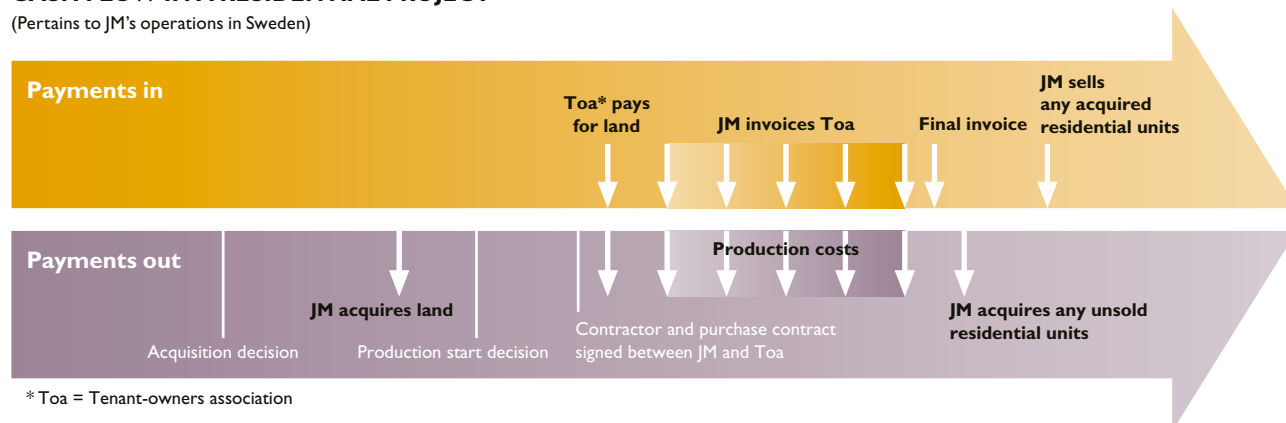 (Pertains to JM's operations in Sweden)
Payments in
Toa* pays
for land
JM invoices Toa
Final invoice
JM sells
any acquired
residential units
Payments out
Production costs
JM acquires land
JM acquires any unsold
residential units
Acquisition decision
Production start decision
Contractor and purchase contract
signed between JM and Toa
* Toa = Tenant-owners association